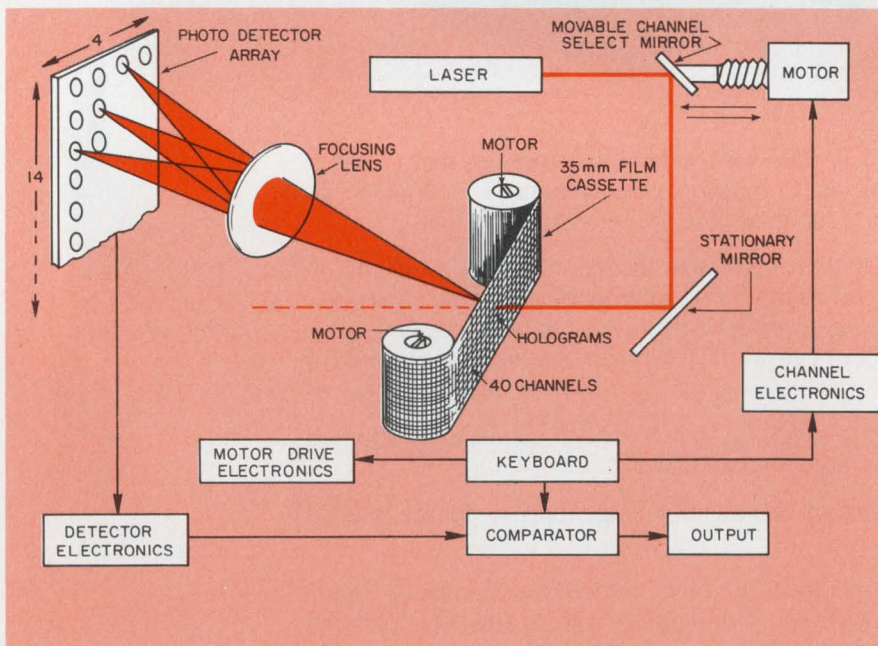 4
PHOTO DETECTOR
ARRAY
14
FOCUSING
LENS
LASER
MOVABLE CHANNEL
SELECT MIRROR
MOTOR
MOTOR
35mm FILM
CASSETTE
STATIONARY
MIRROR
MOTOR
HOLOGRAMS
40 CHANNELS
CHANNEL
ELECTRONICS
MOTOR DRIVE
ELECTRONICS
KEYBOARD
DETECTOR
ELECTRONICS
COMPARATOR
OUTPUT